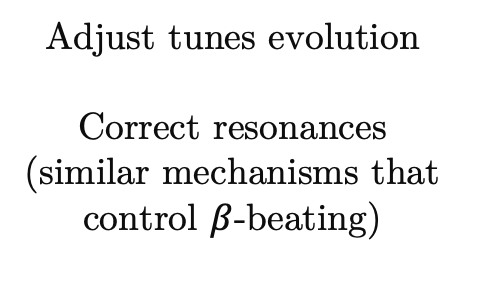 Adjust tunes evolution
Correct resonances
(similar mechanisms that
control β-beating)